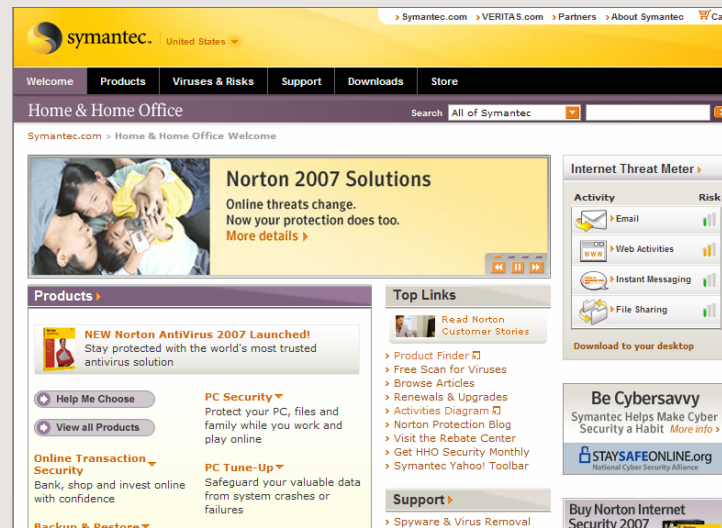 > Symantec.com > VERITAS.com > Partners > About Symantec
symantec™ United States
Welcome Products Viruses & Risks Support Downloads Store
Home & Home Office
Search All of Symantec
Symantec.com > Home & Home Office Welcome
Norton 2007 Solutions
Online threats change.
Now your protection does too.
More details
Products
NEW Norton AntiVirus 2007 Launched!
Stay protected with the world's most trusted
antivirus solution
Help Me Choose
View all Products
Online Transaction
Security
Bank, shop and invest online
with confidence
Backup & Restore
PC Security
Protect your PC, files and
family while you work and
play online
PC Tune-Up
Safeguard your valuable data
from system crashes or
failures
Top Links
Read Norton
Customer Stories
> Product Finder
> Free Scan for Viruses
> Browse Articles
> Renewals & Upgrades
> Activities Diagram
> Norton Protection Blog
> Visit the Rebate Center
> Get HHO Security Monthly
> Symantec Yahoo! Toolbar
Support
> Spyware & Virus Removal
Internet Threat Meter
Activity Risk
Email
WWW
Web Activities
Instant Messaging
File Sharing
Download to your desktop
Be Cybersavvy
Symantec Helps Make Cyber
Security a Habit More info >
STAYSAFEONLINE.org
National Cyber Security Alliance
Buy Norton Internet
Security 2007